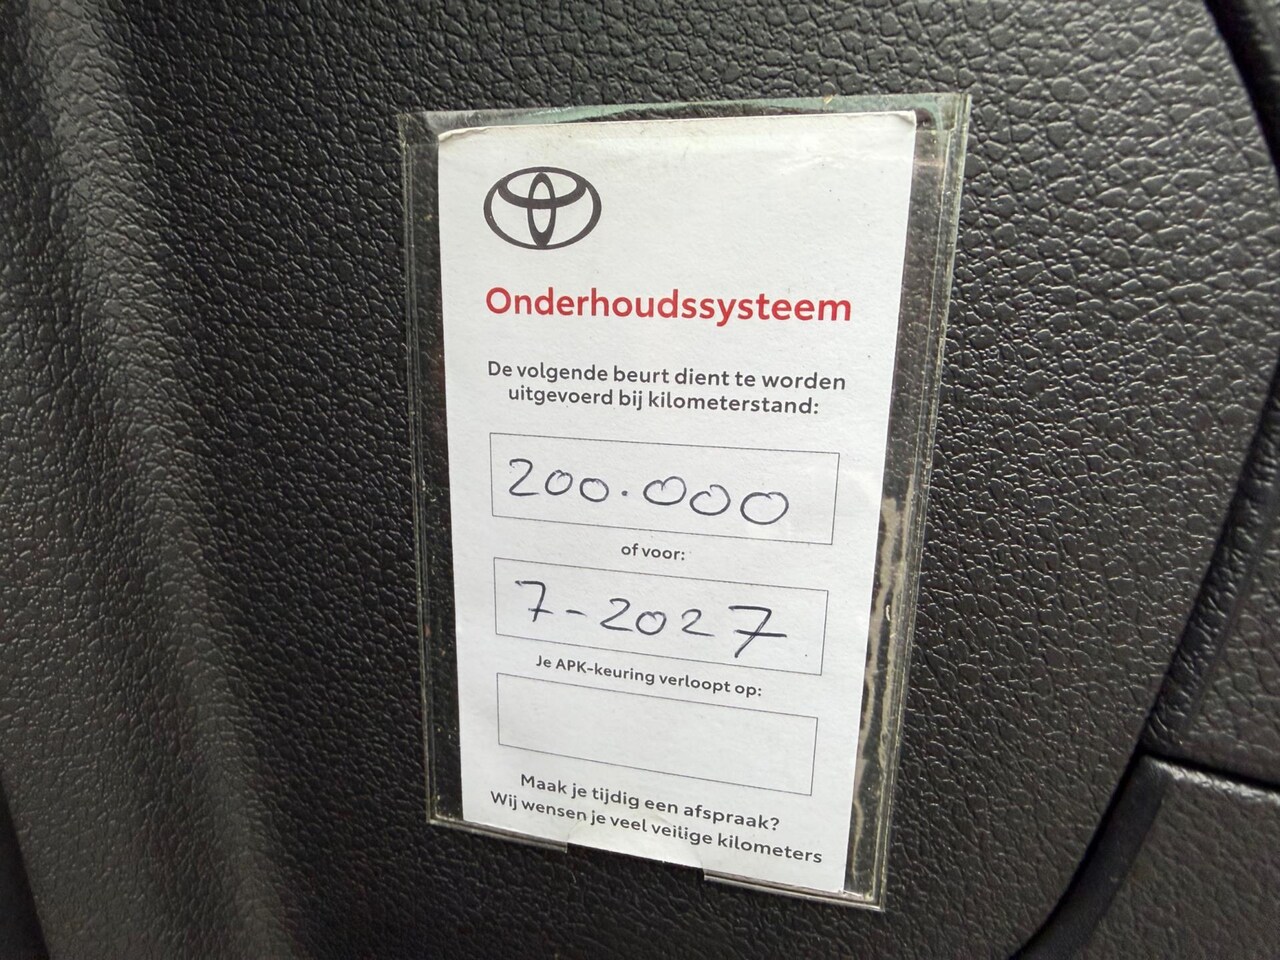 Onderhoudssysteem
De volgende beurt dient te worden
uitgevoerd bij kilometerstand:
200.000
of voor:
7-2027
Je APK-keuring verloopt op:
Maak je tijdig een afspraak?
Wij wensen je veel veilige kilometers